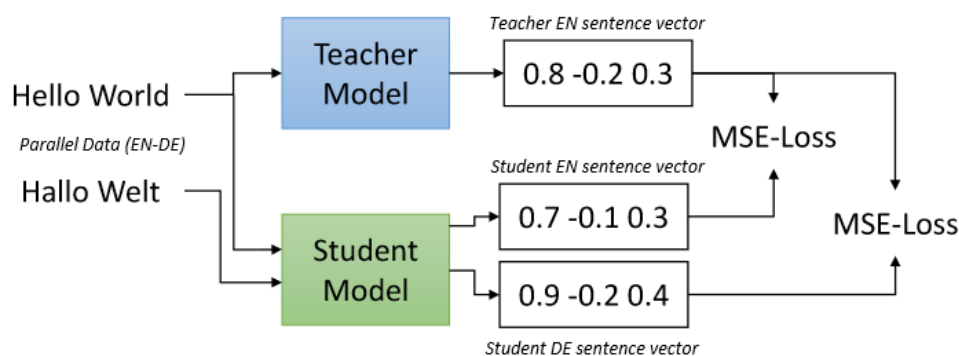 Teacher EN sentence vector
Teacher
Model
0.8 -0.2 0.3
Hello World
Parallel Data (EN-DE)
MSE-Loss
Student EN sentence vector
Hallo Welt
0.7 -0.1 0.3
MSE-Loss
Student
Model
0.9 -0.2 0.4
Student DE sentence vector